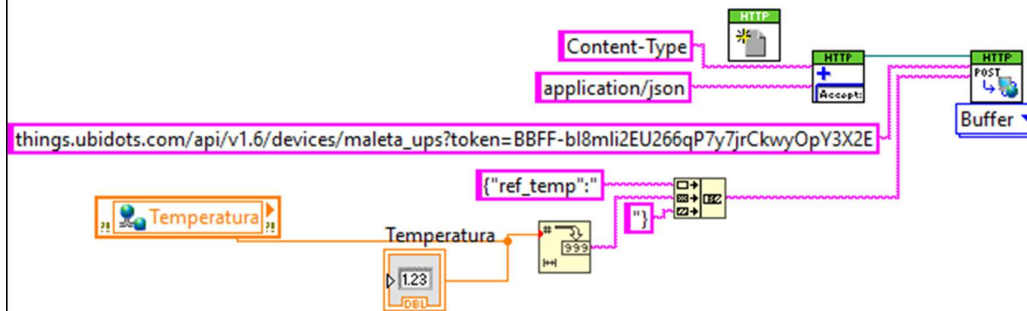 HTTP
Content-Type
HTTP
Accept:
HTTP
POST
application/json
Buffer
things.ubidots.com/api/v1.6/devices/maleta_ups?token=BBFF-bI8mIi2EU266qP7y7jrCkwyOpY3X2E
{"ref_temp":"
"}
?!
Temperatura
?!
Temperatura
#
999
1.23
DBL